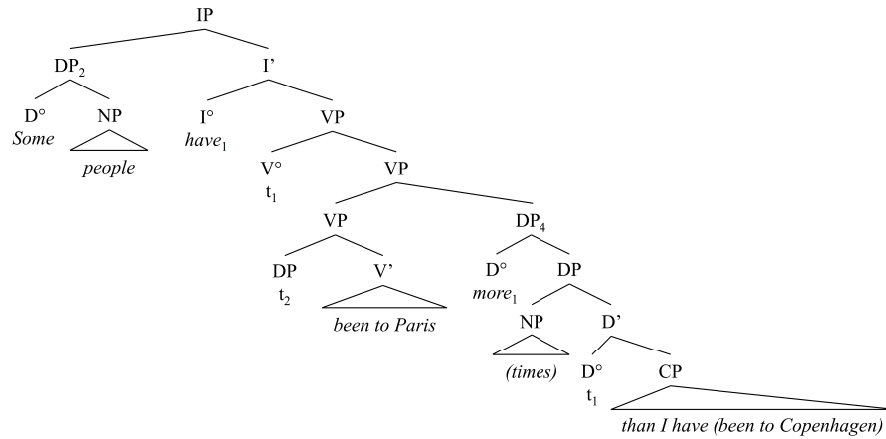 IP
DP₂ I’
D° NP I° VP
Some have₁
people V° VP
t₁
VP DP₄
DP V’ D° DP
t₂ more₁
been to Paris NP D’
(times) D° CP
t₁
than I have (been to Copenhagen)